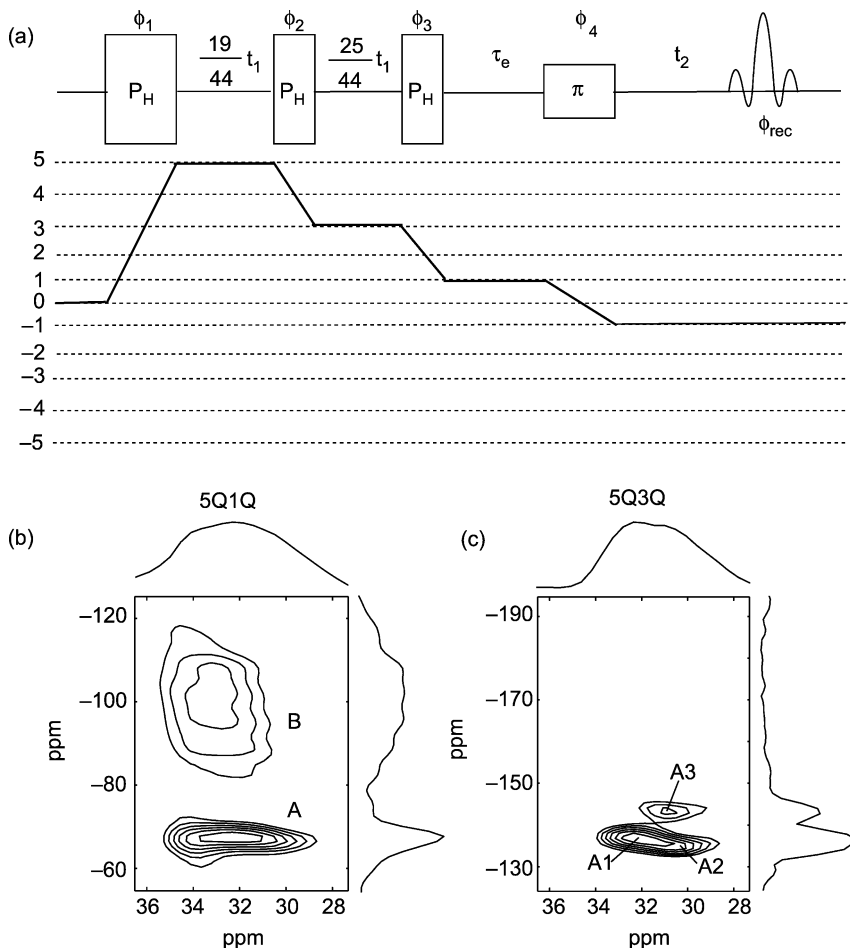 (a)
ϕ1 ϕ2 ϕ3 ϕ4
P_H 19/44 t1 P_H 25/44 t1 P_H τe π t2
ϕrec
5
4
3
2
1
0
–1
–2
–3
–4
–5
(b)
5Q1Q
–120
–100
–80
–60
ppm
B
A
36 34 32 30 28
ppm
(c)
5Q3Q
–190
–170
–150
–130
ppm
A3
A1
A2
36 34 32 30 28
ppm